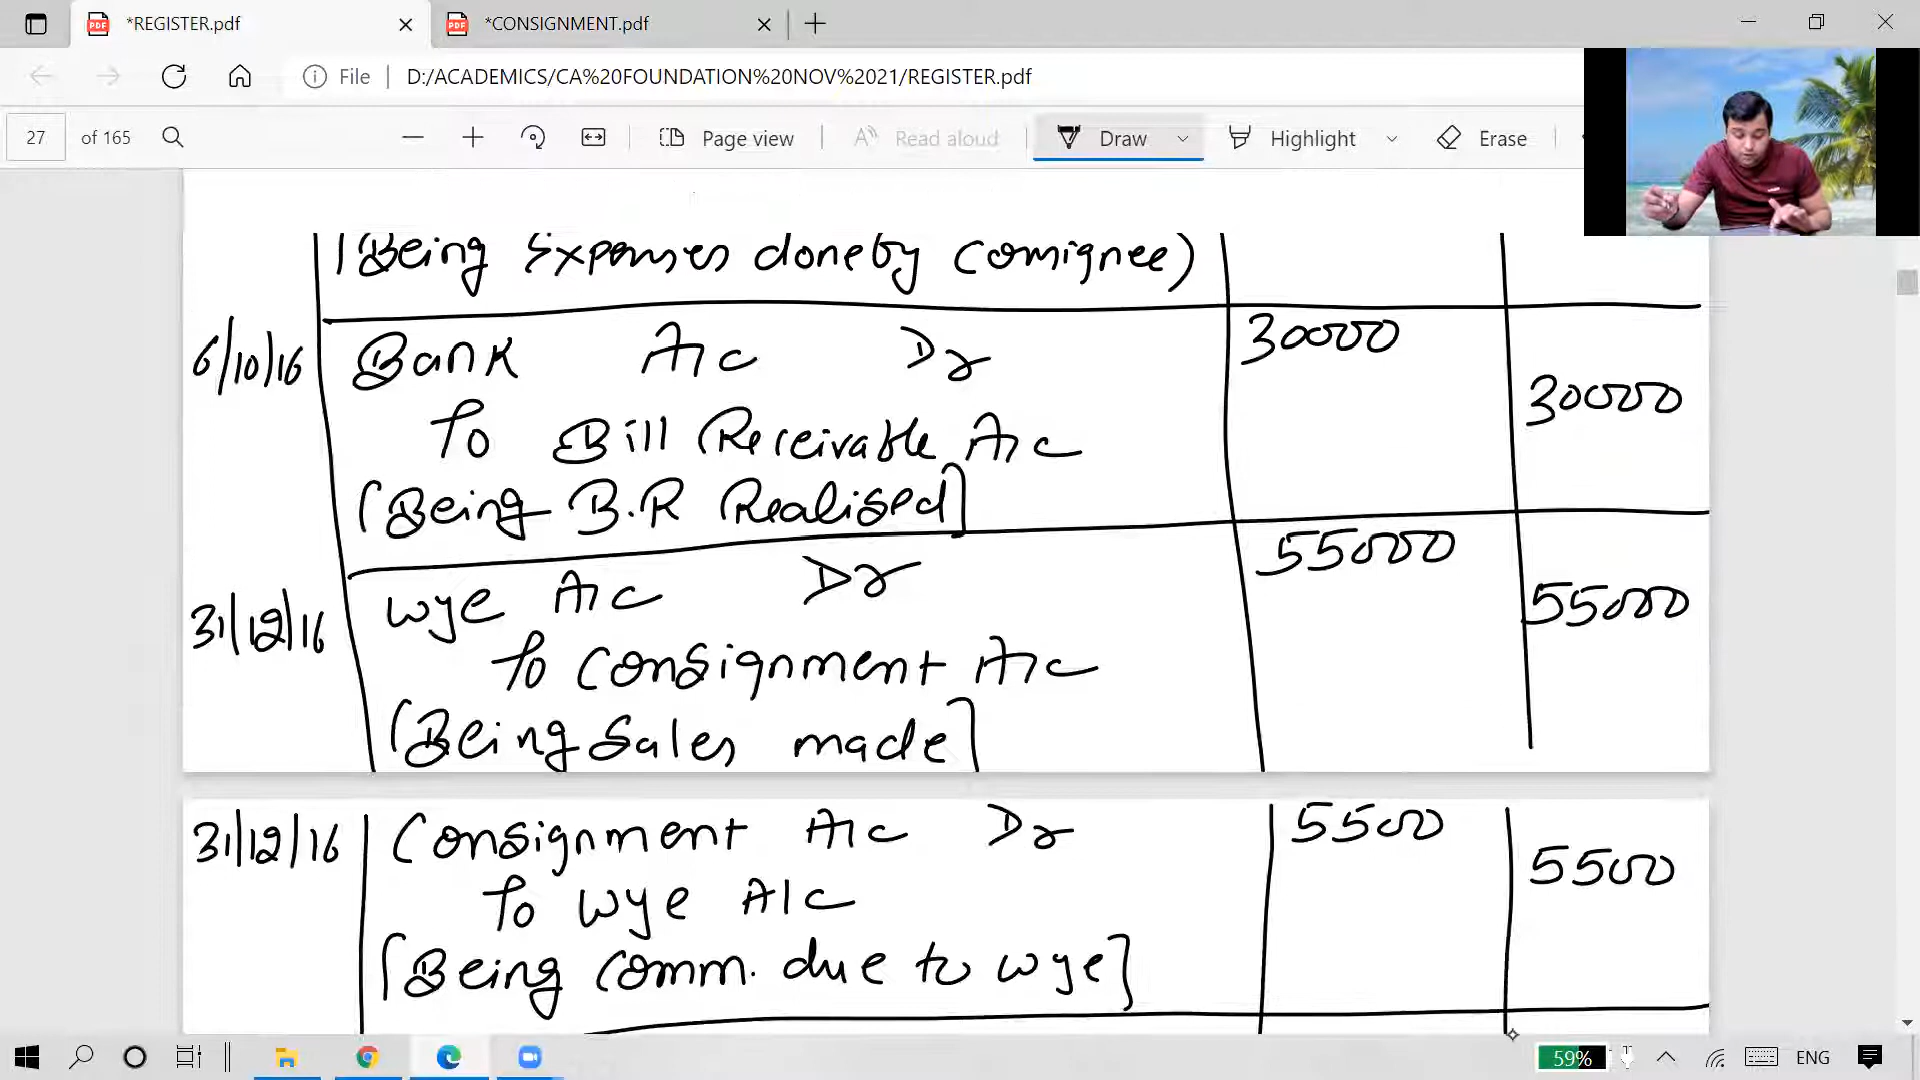 *REGISTER.pdf
*CONSIGNMENT.pdf
File
D:/ACADEMICS/CA%20FOUNDATION%20NOV%2021/REGISTER.pdf
27 of 165
Page view
Read aloud
Draw
Highlight
Erase
(Being Expenses done by Consignee)
6/10/16 Bank A/c Dr 30000
To Bill Receivable A/c 30000
[Being B.R Realised]
31/12/16 Wye A/c Dr 55000
To Consignment A/c 55000
[Being Sales made]
31/12/16 Consignment A/c Dr 5500
To Wye A/c 5500
[Being Comm. due to wye]
59%
ENG